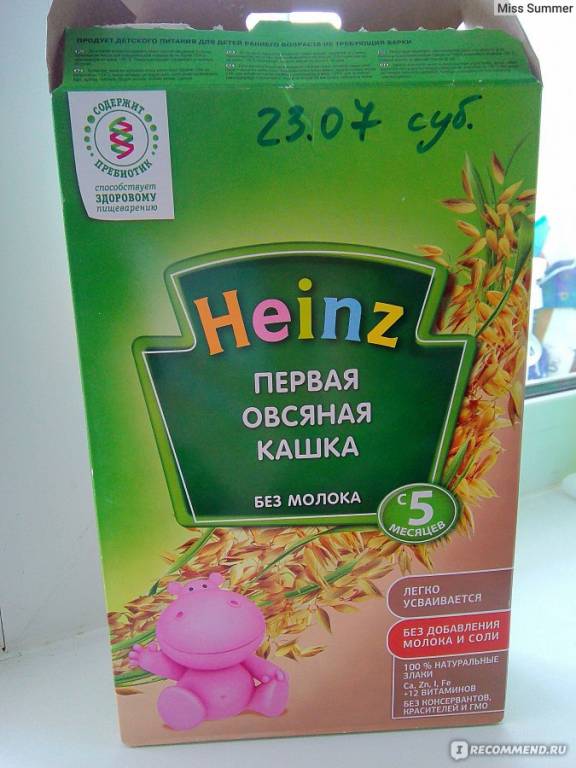 Miss Summer
ПРОДУКТ ДЕТСКОГО ПИТАНИЯ ДЛЯ ДЕТЕЙ РАННЕГО ВОЗРАСТА НЕ ТРЕБУЮЩИЙ ВАРКИ
23.07 суб.
СОДЕРЖИТ
ПРЕБИОТИК
способствует
ЗДОРОВОМУ
пищеварению
Heinz
ПЕРВАЯ
ОВСЯНАЯ
КАШКА
БЕЗ МОЛОКА
С 5
МЕСЯЦЕВ
ЛЕГКО
УСВАИВАЕТСЯ
БЕЗ ДОБАВЛЕНИЯ
МОЛОКА И СОЛИ
100 % НАТУРАЛЬНЫЕ
ЗЛАКИ
Ca, Zn, I, Fe
+12 ВИТАМИНОВ
БЕЗ КОНСЕРВАНТОВ,
КРАСИТЕЛЕЙ И ГМО
I RECOMMEND.RU